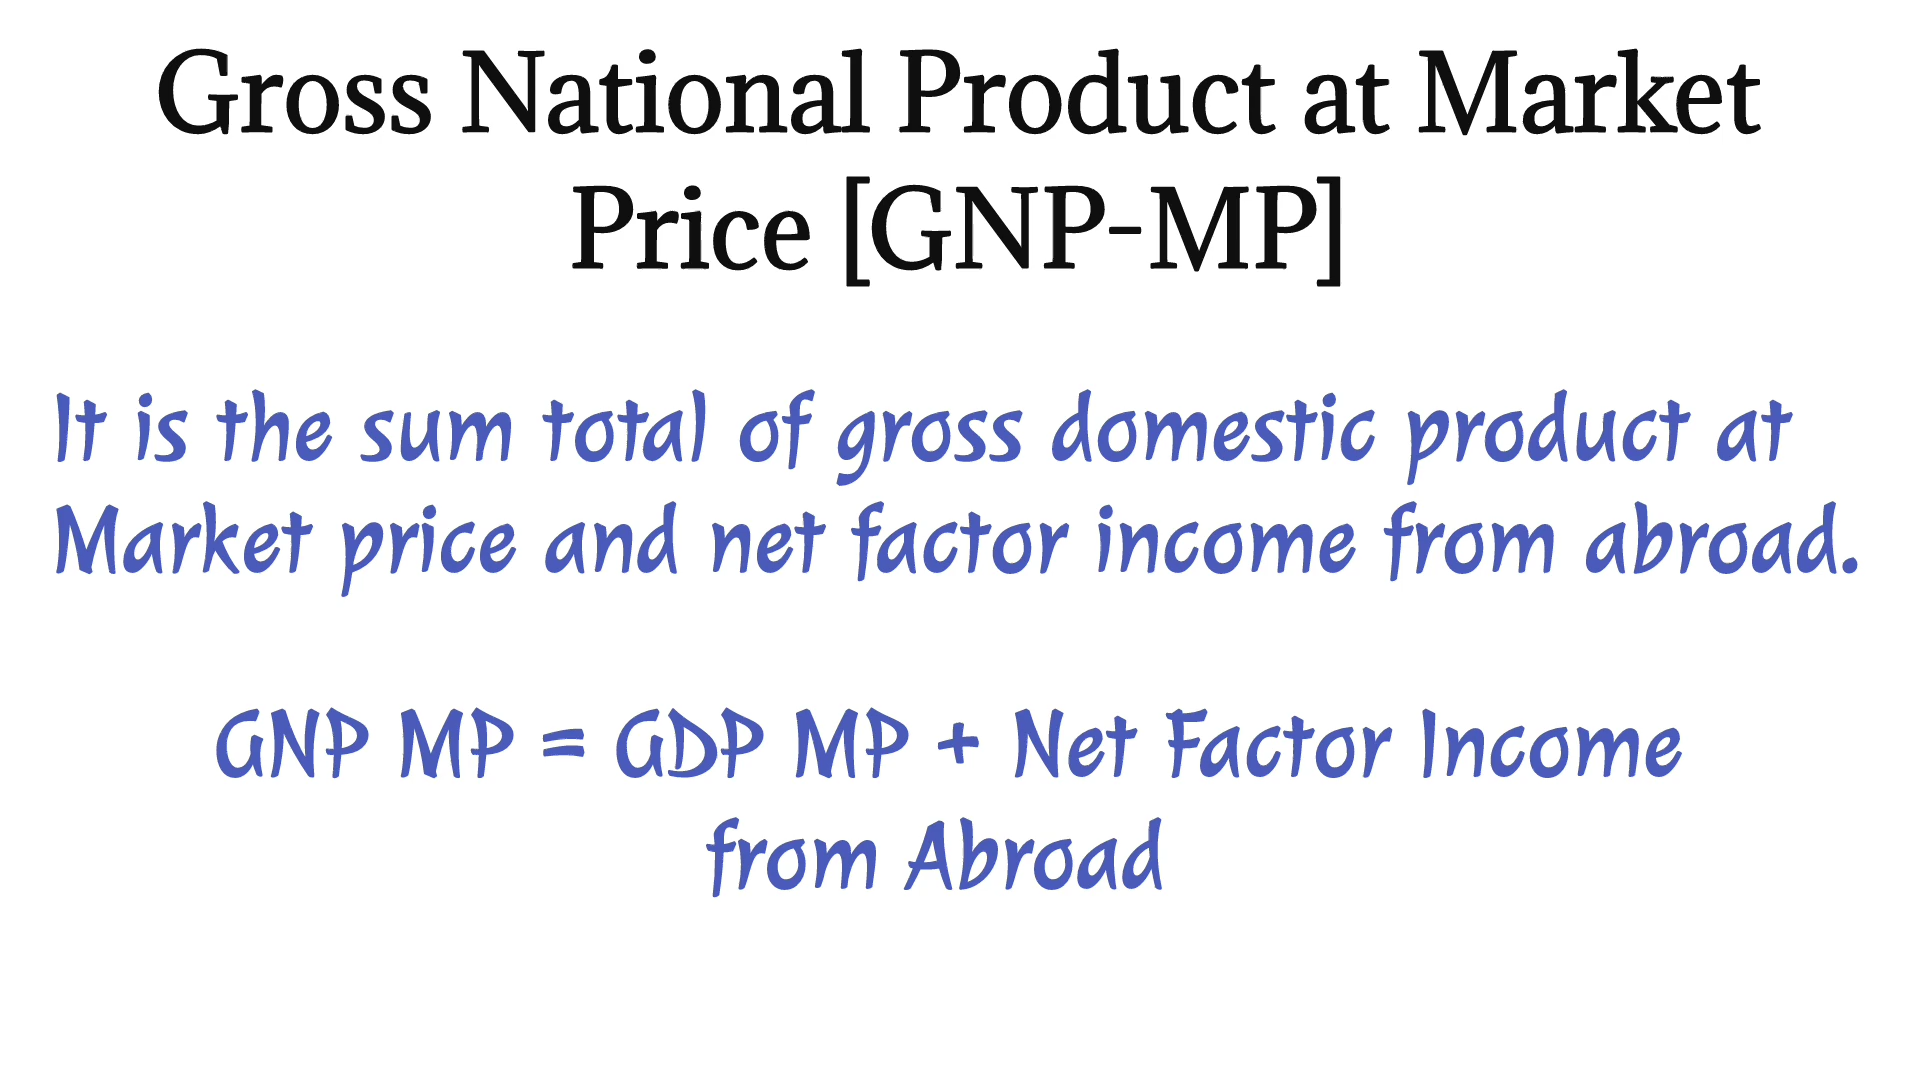 Gross National Product at Market
Price [GNP-MP]
It is the sum total of gross domestic product at
Market price and net factor income from abroad.
GNP MP = GDP MP + Net Factor Income
from Abroad